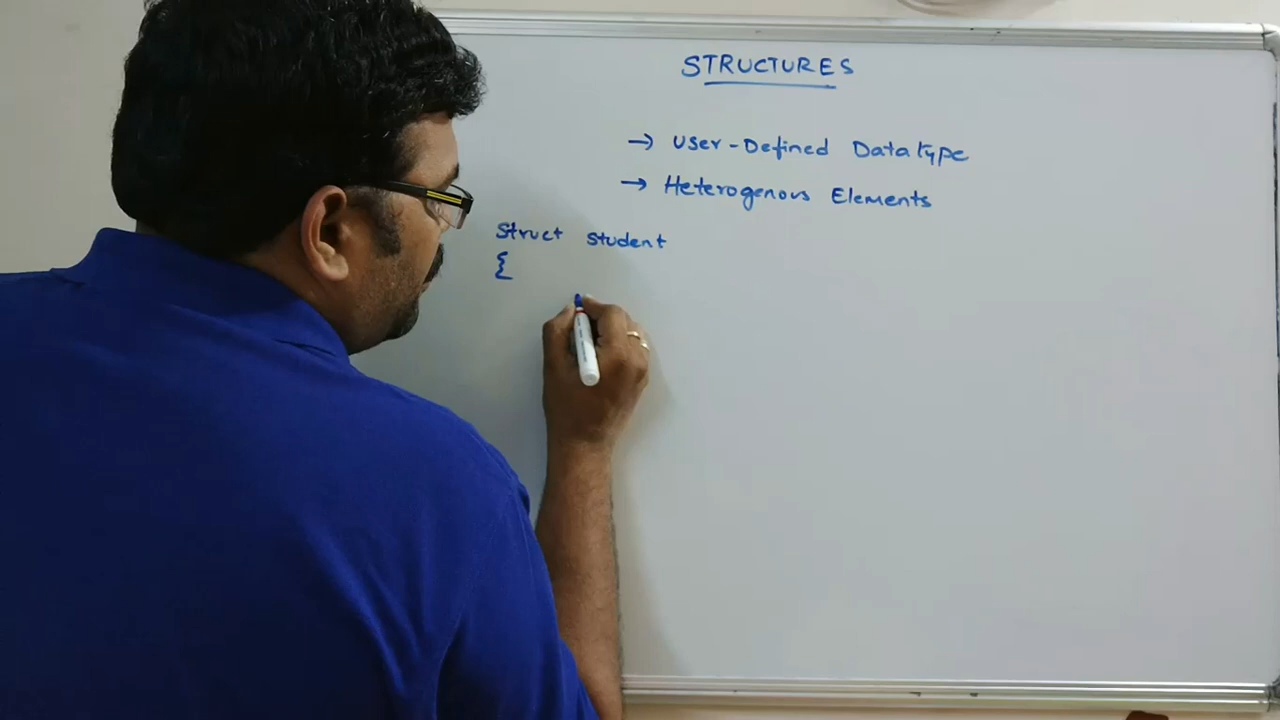 STRUCTURES
→ User-Defined Datatype
→ Heterogenous Elements
Struct Student
{